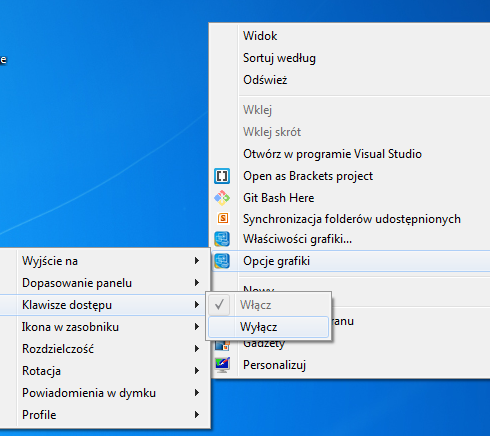 e
Widok
Sortuj według
Odśwież
Wklej
Wklej skrót
Otwórz w programie Visual Studio
Open as Brackets project
Git Bash Here
Synchronizacja folderów udostępnionych
Właściwości grafiki...
Opcje grafiki
Nowy
ranu
Gadżety
Personalizuj
Wyjście na
Dopasowanie panelu
Klawisze dostępu
Ikona w zasobniku
Rozdzielczość
Rotacja
Powiadomienia w dymku
Profile
Włącz
Wyłącz